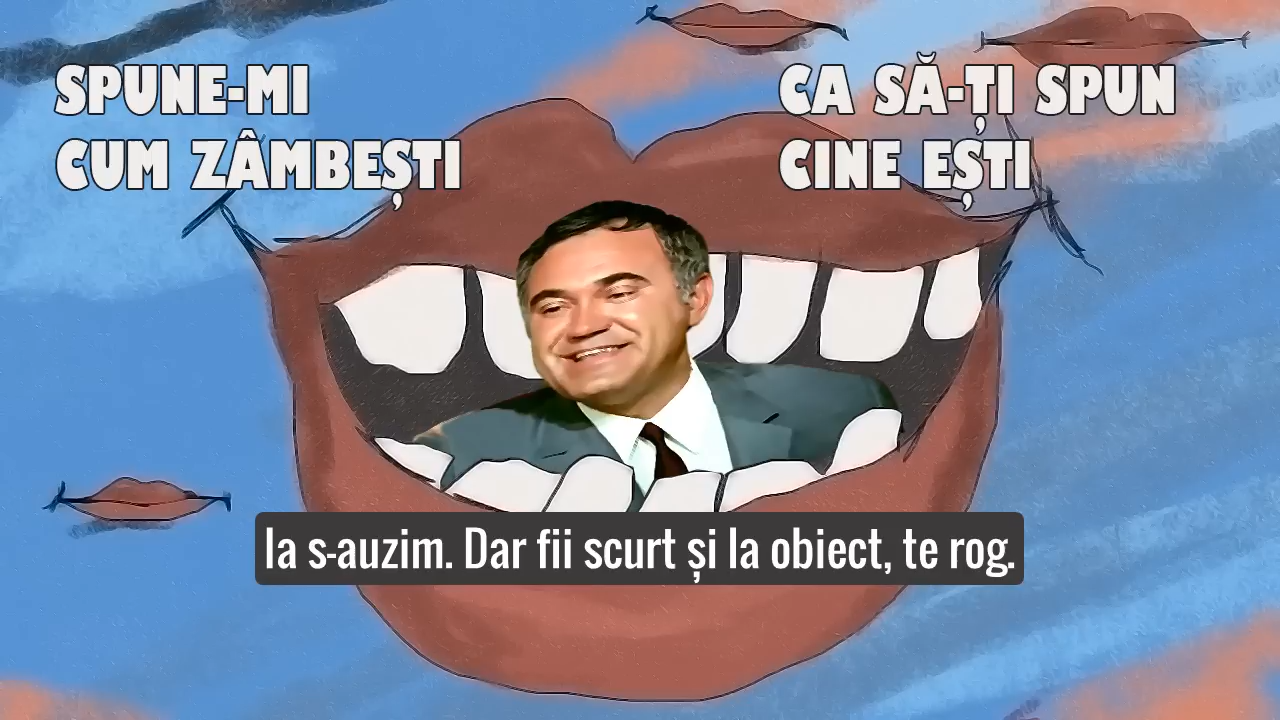 SPUNE-MI
CUM ZÂMBEȘTI
CA SĂ-ȚI SPUN
CINE EȘTI
Ia s-auzim. Dar fii scurt și la obiect, te rog.